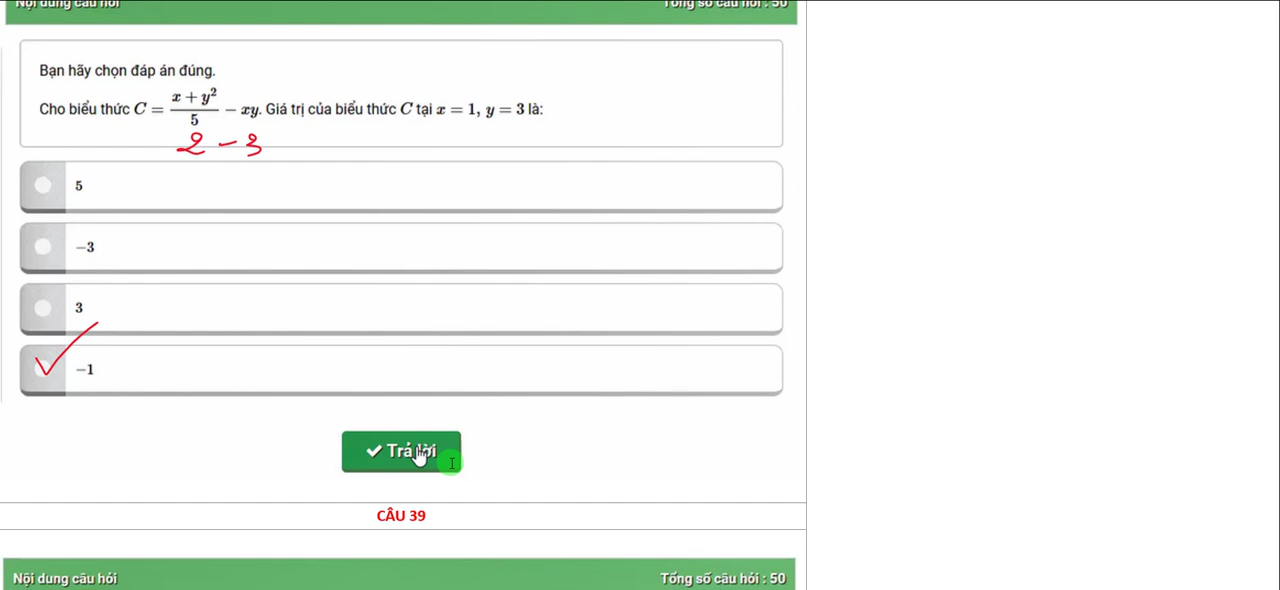 Nội dung câu hỏi Tổng số câu hỏi : 50
Bạn hãy chọn đáp án đúng.
Cho biểu thức C = (x + y²)/5 − xy. Giá trị của biểu thức C tại x = 1, y = 3 là:
2 − 3
5
−3
3
−1
Trả lời
CÂU 39
Nội dung câu hỏi Tổng số câu hỏi : 50